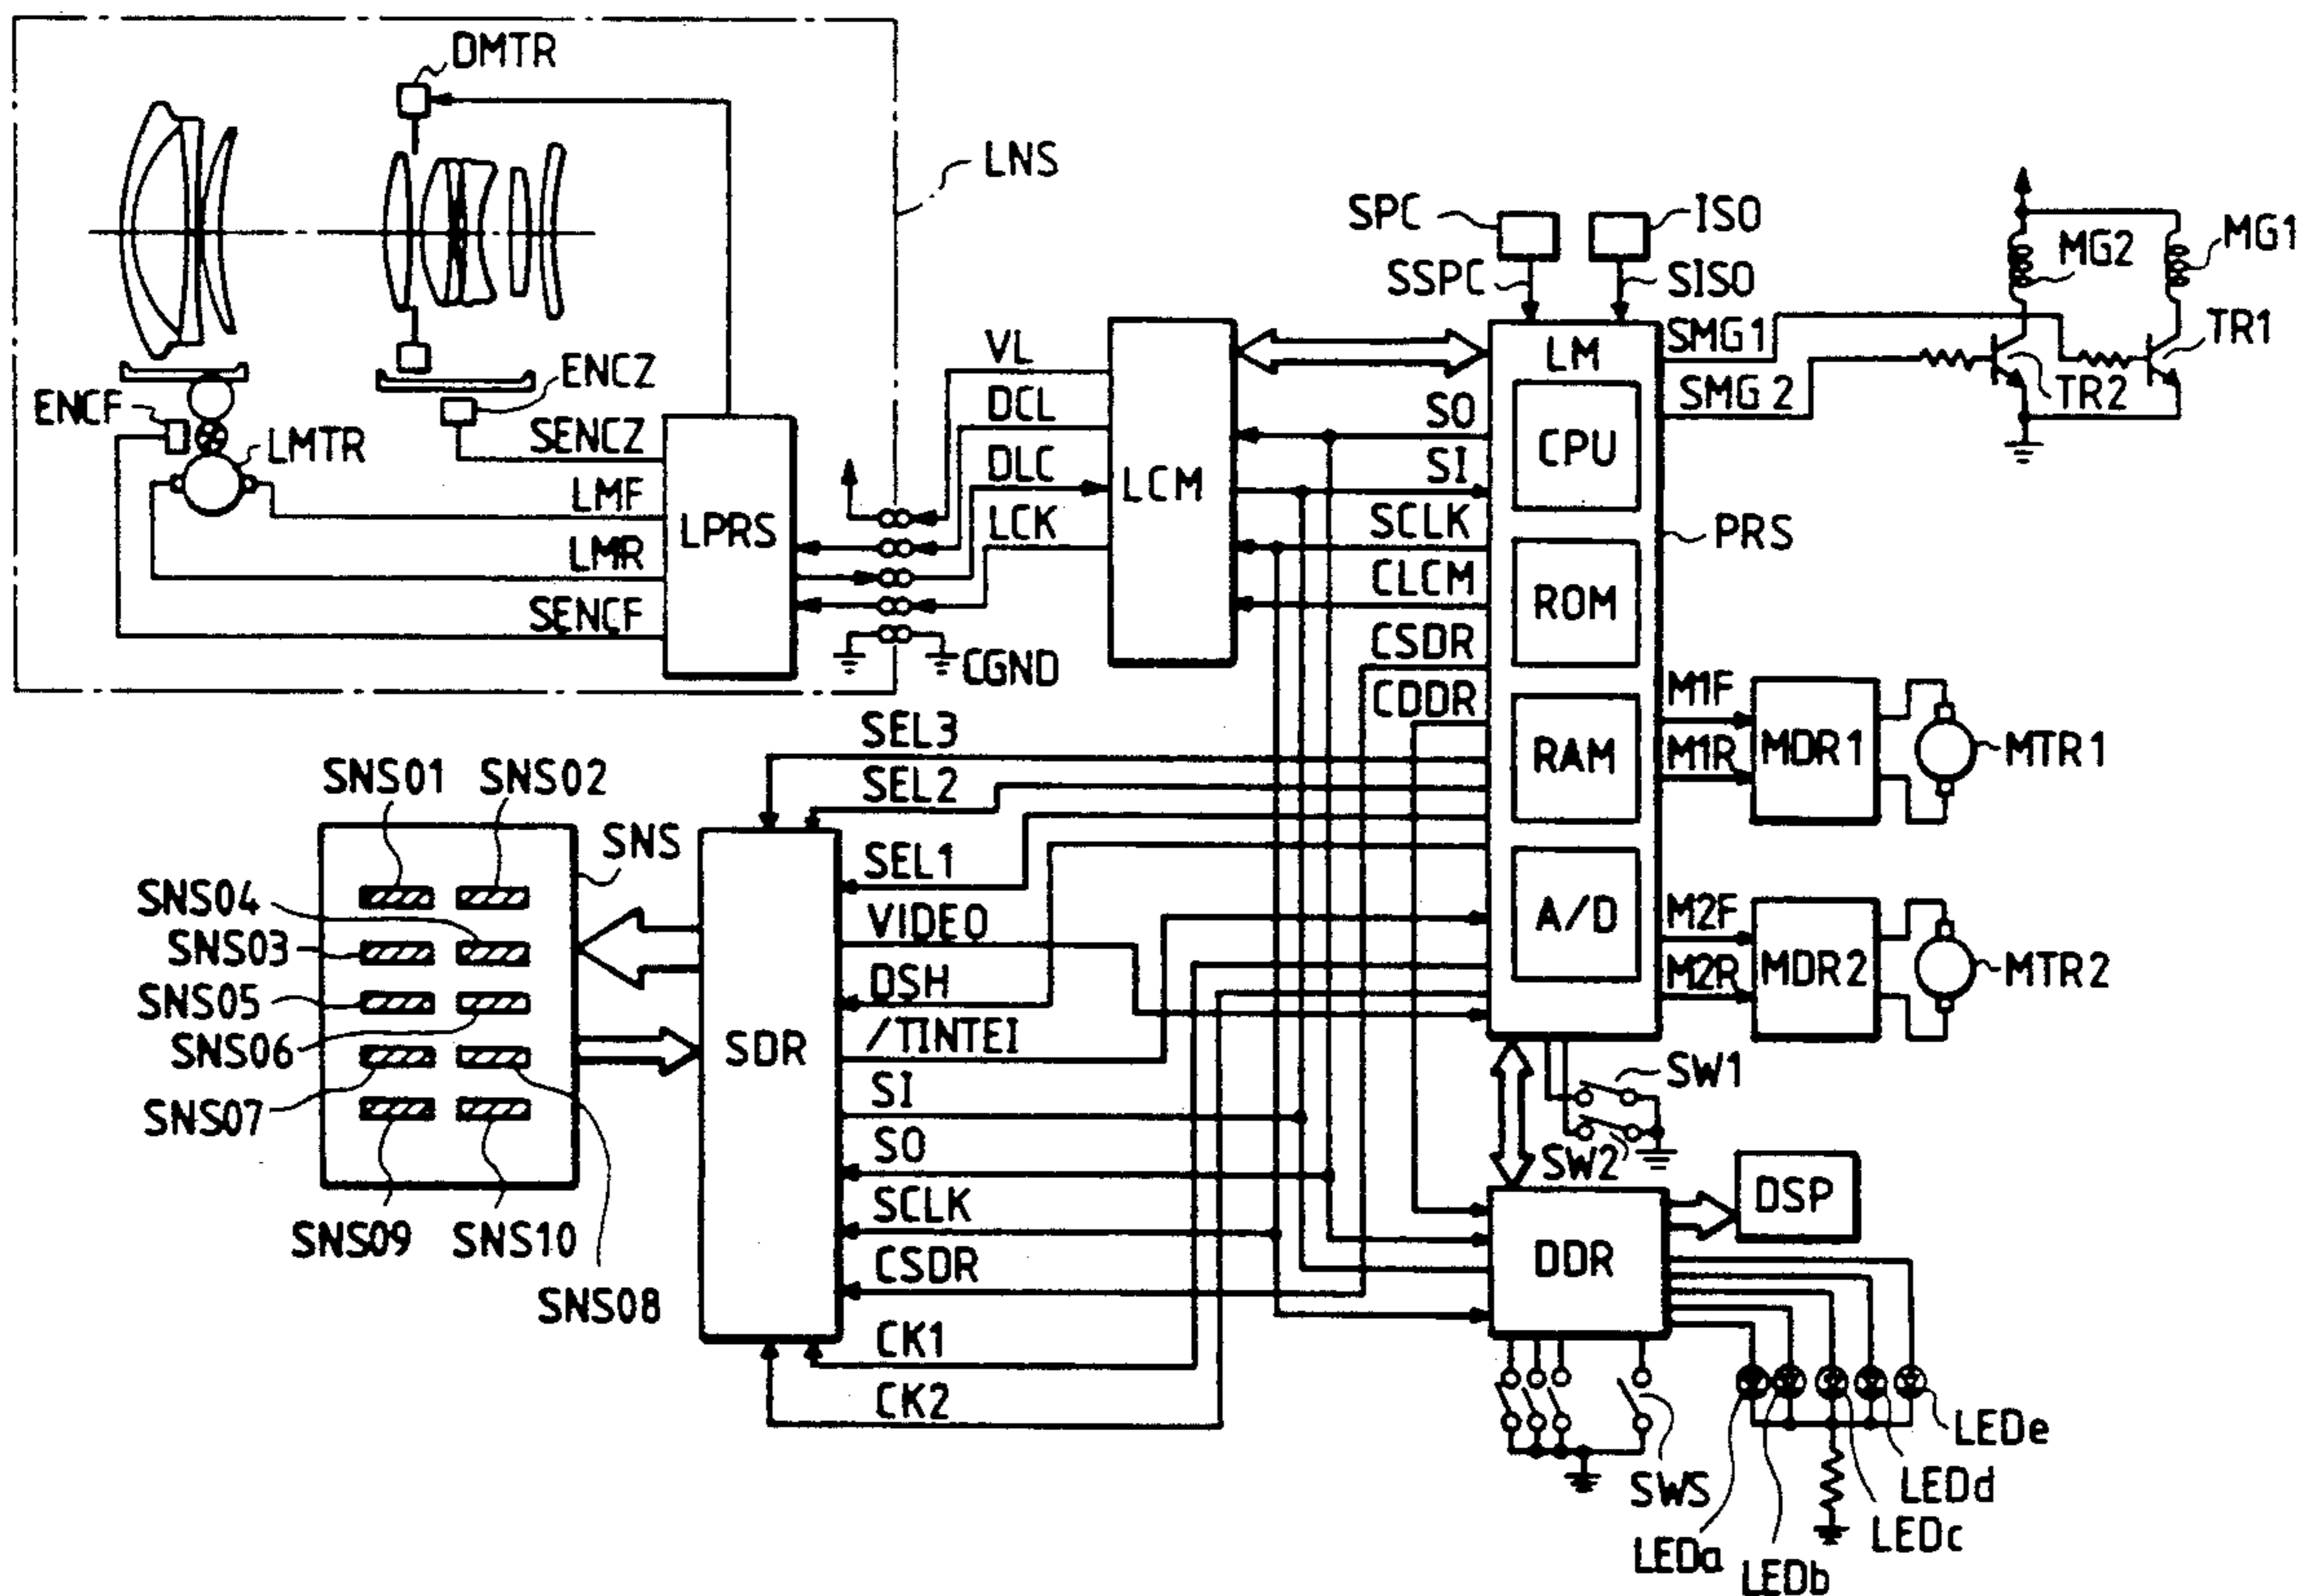 DMTR
LNS
ENCZ
ENCF
LMTR
SENCZ
LMF
LMR
SENCF
LPRS
VL
DCL
DLC
LCK
CGND
LCM
SPC
ISO
SSPC
SISO
LM
CPU
ROM
RAM
A/D
PRS
SO
SI
SCLK
CLCM
CSDR
CDDR
SMG1
SMG2
MG2
MG1
TR2
TR1
M1F
M1R
MDR1
MTR1
M2F
M2R
MDR2
MTR2
SW1
SW2
SEL3
SEL2
SEL1
VIDEO
DSH
/TINTEI
SI
SO
SCLK
CSDR
CK1
CK2
SDR
SNS01
SNS02
SNS
SNS04
SNS03
SNS05
SNS06
SNS07
SNS09
SNS10
SNS08
DDR
DSP
SWS
LEDa
LEDb
LEDc
LEDd
LEDe